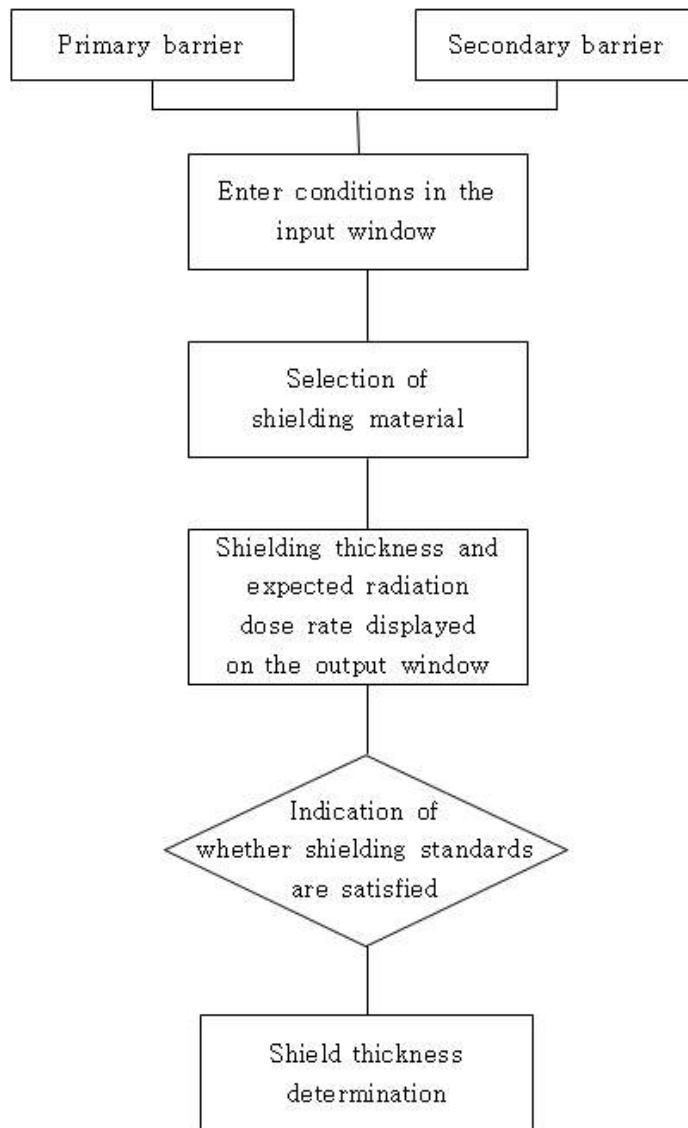 Primary barrier
Secondary barrier
Enter conditions in the
input window
Selection of
shielding material
Shielding thickness and
expected radiation
dose rate displayed
on the output window
Indication of
whether shielding standards
are satisfied
Shield thickness
determination